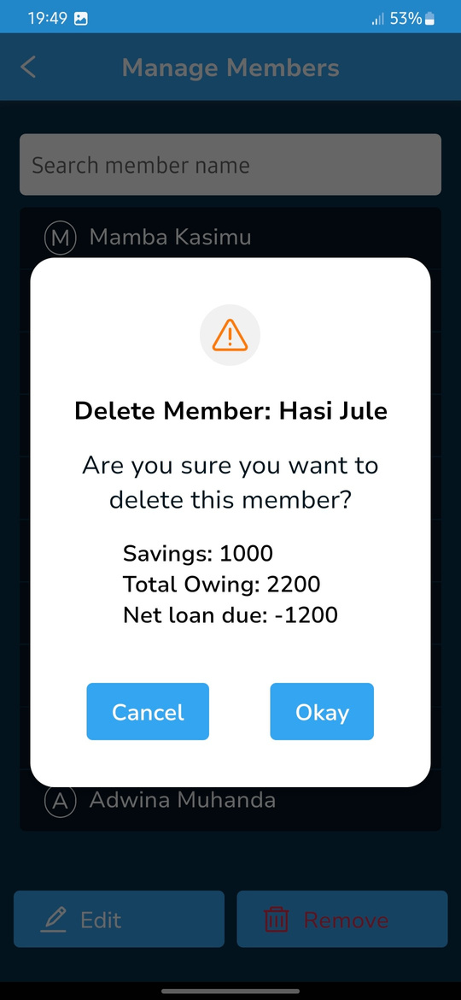 19:49 53%
Manage Members
Search member name
M Mamba Kasimu
Delete Member: Hasi Jule
Are you sure you want to
delete this member?
Savings: 1000
Total Owing: 2200
Net loan due: -1200
Cancel Okay
A Adwina Muhanda
Edit Remove